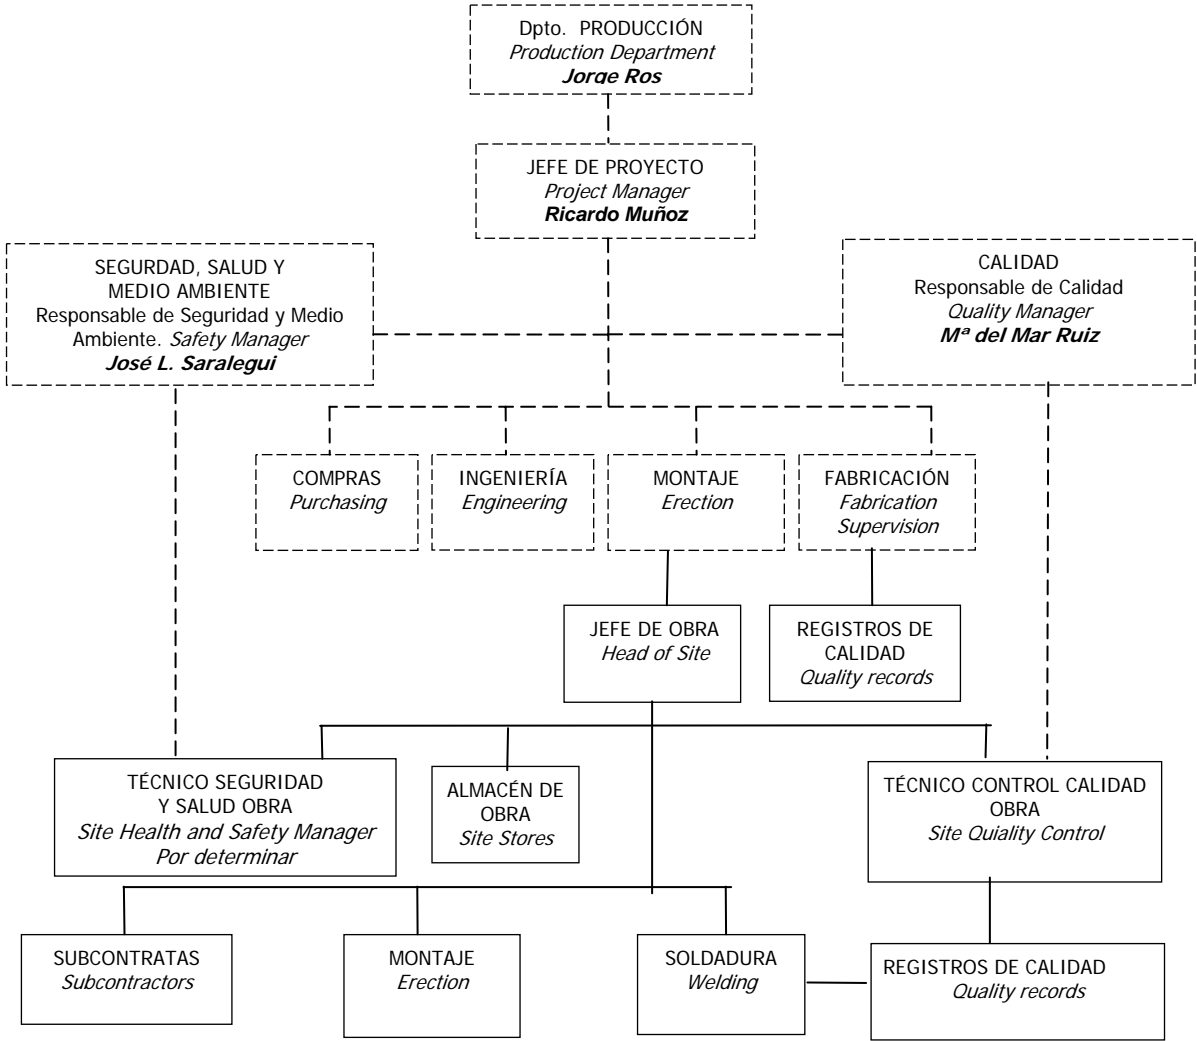 Dpto. PRODUCCIÓN
Production Department
Jorge Ros
JEFE DE PROYECTO
Project Manager
Ricardo Muñoz
SEGURDAD, SALUD Y
MEDIO AMBIENTE
Responsable de Seguridad y Medio
Ambiente. Safety Manager
José L. Saralegui
CALIDAD
Responsable de Calidad
Quality Manager
Mª del Mar Ruiz
COMPRAS
Purchasing
INGENIERÍA
Engineering
MONTAJE
Erection
FABRICACIÓN
Fabrication
Supervision
JEFE DE OBRA
Head of Site
REGISTROS DE
CALIDAD
Quality records
TÉCNICO SEGURIDAD
Y SALUD OBRA
Site Health and Safety Manager
Por determinar
ALMACÉN DE
OBRA
Site Stores
TÉCNICO CONTROL CALIDAD
OBRA
Site Quiality Control
SUBCONTRATAS
Subcontractors
MONTAJE
Erection
SOLDADURA
Welding
REGISTROS DE CALIDAD
Quality records